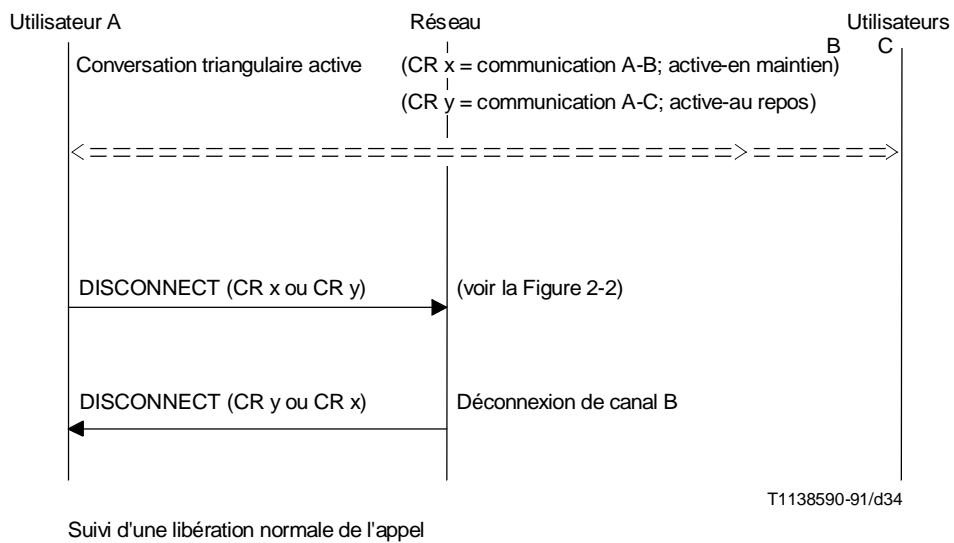 Utilisateur A Réseau Utilisateurs
B C
Conversation triangulaire active (CR x = communication A-B; active-en maintien)
(CR y = communication A-C; active-au repos)
DISCONNECT (CR x ou CR y) (voir la Figure 2-2)
DISCONNECT (CR y ou CR x) Déconnexion de canal B
T1138590-91/d34
Suivi d'une libération normale de l'appel